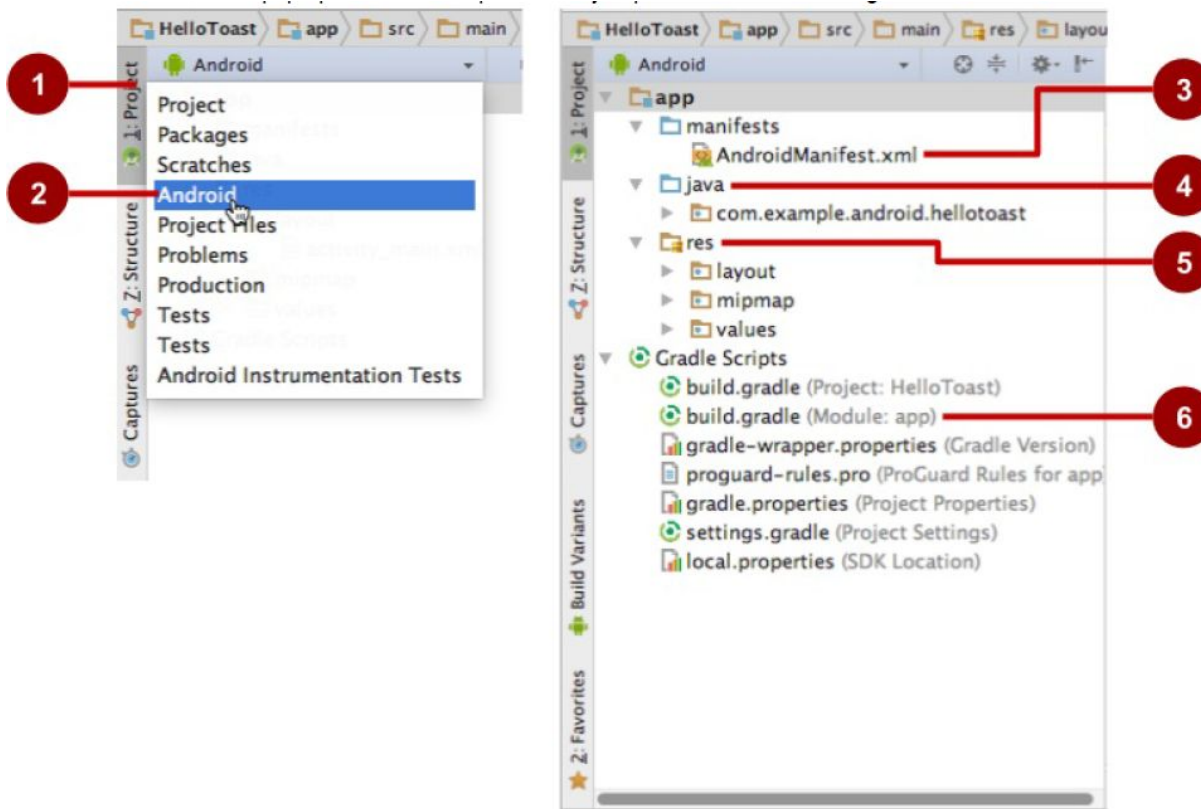 HelloToast app src main
1: Project
Android
Project
Packages
Scratches
Android
Project Files
Problems
Production
Tests
Tests
Android Instrumentation Tests
Z: Structure
Captures
1
2
HelloToast app src main res layou
1: Project
Android
app
manifests
AndroidManifest.xml
java
com.example.android.hellotoast
res
layout
mipmap
values
Gradle Scripts
build.gradle (Project: HelloToast)
build.gradle (Module: app)
gradle-wrapper.properties (Gradle Version)
proguard-rules.pro (ProGuard Rules for app
gradle.properties (Project Properties)
settings.gradle (Project Settings)
local.properties (SDK Location)
Z: Structure
Captures
Build Variants
2: Favorites
3
4
5
6